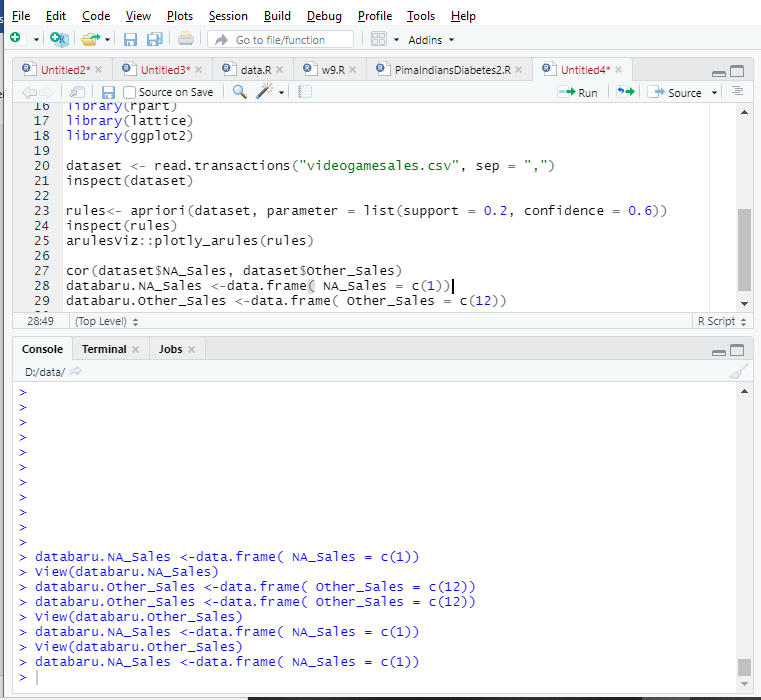 File Edit Code View Plots Session Build Debug Profile Tools Help
Go to file/function Addins
Untitled2* Untitled3* data.R w9.R PimaIndiansDiabetes2.R Untitled4*
Source on Save Run Source
16 library(rpart)
17 library(lattice)
18 library(ggplot2)
19
20 dataset <- read.transactions("videogamesales.csv", sep = ",")
21 inspect(dataset)
22
23 rules<- apriori(dataset, parameter = list(support = 0.2, confidence = 0.6))
24 inspect(rules)
25 arulesViz::plotly_arules(rules)
26
27 cor(dataset$NA_Sales, dataset$Other_Sales)
28 databaru.NA_Sales <-data.frame( NA_Sales = c(1))
29 databaru.Other_Sales <-data.frame( Other_Sales = c(12))
28:49 (Top Level) R Script
Console Terminal Jobs
D:/data/
>
>
>
>
>
>
>
>
>
>
>
> databaru.NA_Sales <-data.frame( NA_Sales = c(1))
> View(databaru.NA_Sales)
> databaru.Other_Sales <-data.frame( Other_Sales = c(12))
> databaru.Other_Sales <-data.frame( Other_Sales = c(12))
> View(databaru.Other_Sales)
> databaru.NA_Sales <-data.frame( NA_Sales = c(1))
> View(databaru.Other_Sales)
> databaru.NA_Sales <-data.frame( NA_Sales = c(1))
>